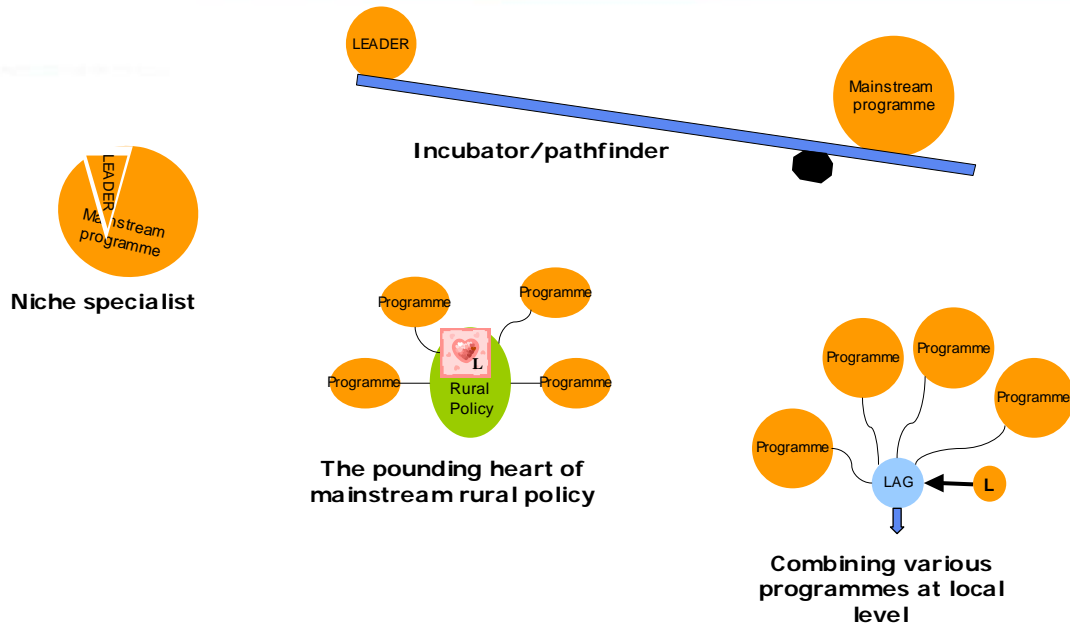 LEADER
Mainstream
programme
Incubator/pathfinder
LEADER
Mainstream
programme
Niche specialist
Programme
Programme
Programme
Programme
L
Rural
Policy
The pounding heart of
mainstream rural policy
Programme
Programme
Programme
Programme
LAG
L
Combining various
programmes at local
level